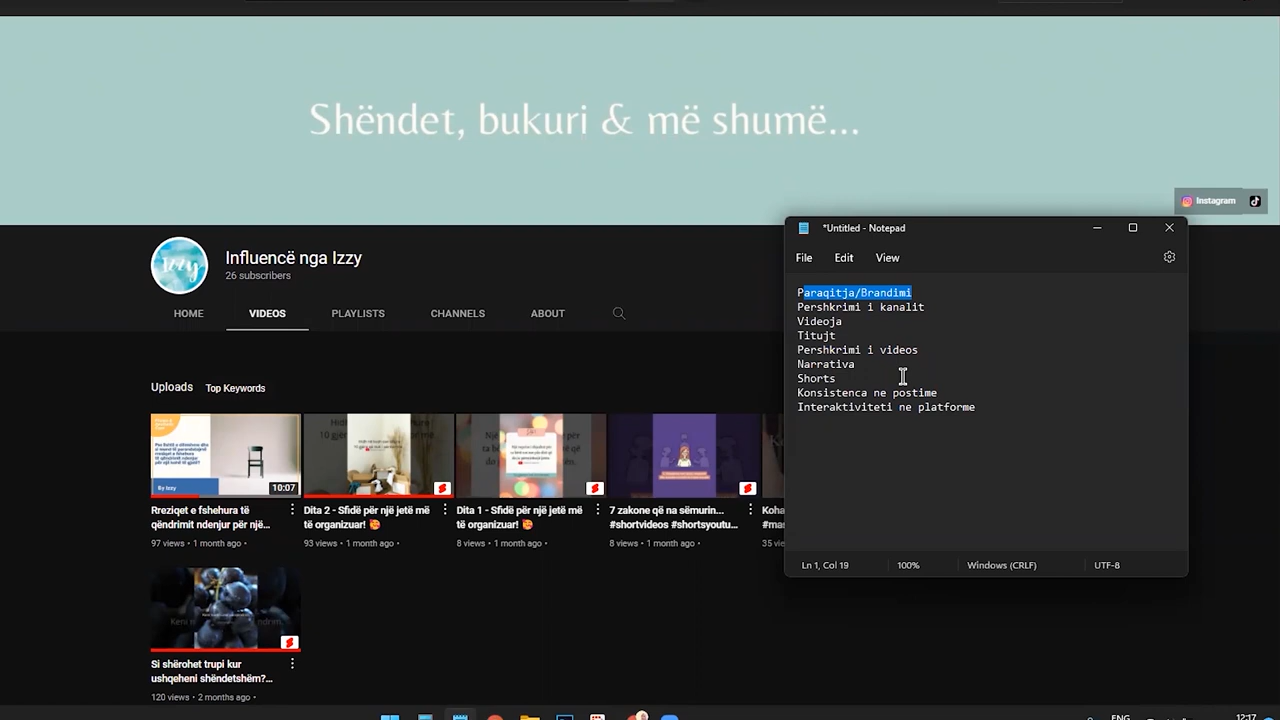 Shëndet, bukuri & më shumë...
Instagram
Izzy
Influencë nga Izzy
26 subscribers
HOME
VIDEOS
PLAYLISTS
CHANNELS
ABOUT
Uploads
Top Keywords
By Izzy
10:07
Rreziqet e fshehura të
qëndrimit ndenjur për një...
97 views • 1 month ago •
Dita 2 - Sfidë për një jetë më
të organizuar! 🥰
93 views • 1 month ago •
Dita 1 - Sfidë për një jetë më
të organizuar! 🥰
8 views • 1 month ago •
7 zakone që na sëmurin...
#shortvideos #shortsyoutu...
8 views • 1 month ago •
Koha
#mas
35 vie
Si shërohet trupi kur
ushqeheni shëndetshëm?...
120 views • 2 months ago •
*Untitled - Notepad
File
Edit
View
Paraqitja/Brandimi
Pershkrimi i kanalit
Videoja
Titujt
Pershkrimi i videos
Narrativa
Shorts
Konsistenca ne postime
Interaktiviteti ne platforme
Ln 1, Col 19
100%
Windows (CRLF)
UTF-8
ENG
12:17